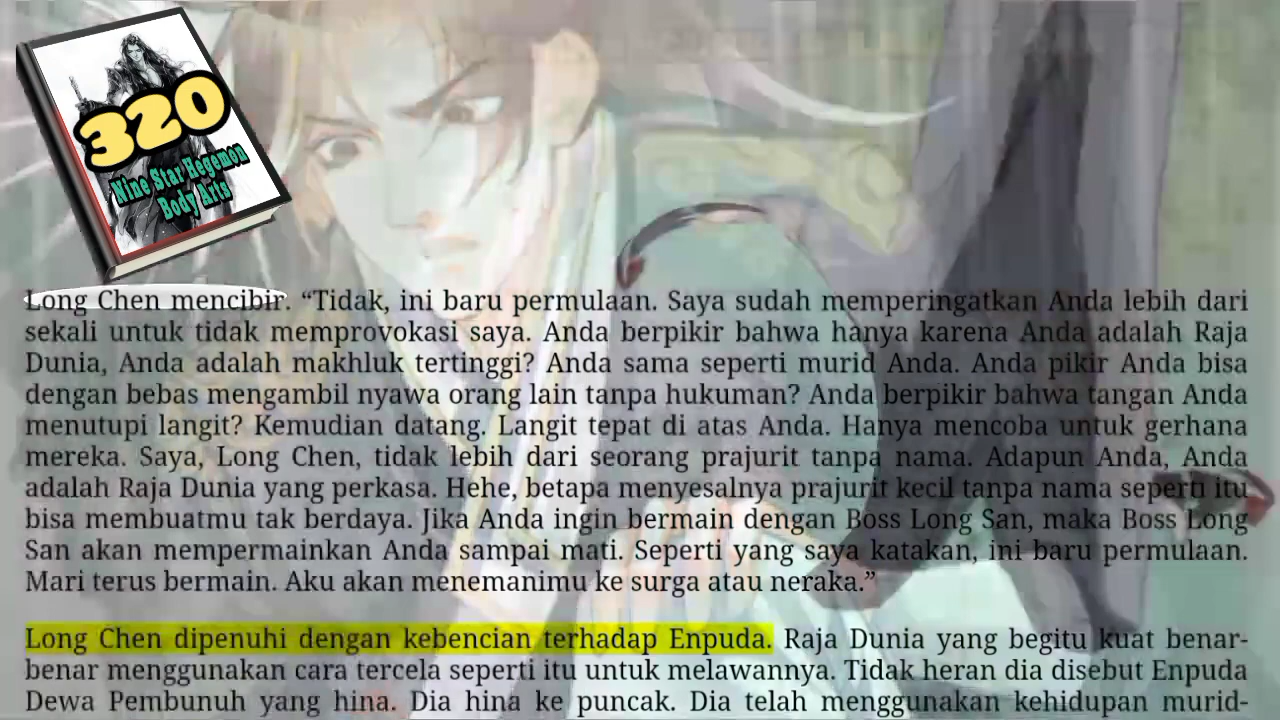 320
Nine Star Hegemon
Body Arts
Long Chen mencibir. “Tidak, ini baru permulaan. Saya sudah memperingatkan Anda lebih dari
sekali untuk tidak memprovokasi saya. Anda berpikir bahwa hanya karena Anda adalah Raja
Dunia, Anda adalah makhluk tertinggi? Anda sama seperti murid Anda. Anda pikir Anda bisa
dengan bebas mengambil nyawa orang lain tanpa hukuman? Anda berpikir bahwa tangan Anda
menutupi langit? Kemudian datang. Langit tepat di atas Anda. Hanya mencoba untuk gerhana
mereka. Saya, Long Chen, tidak lebih dari seorang prajurit tanpa nama. Adapun Anda, Anda
adalah Raja Dunia yang perkasa. Hehe, betapa menyesalnya prajurit kecil tanpa nama seperti itu
bisa membuatmu tak berdaya. Jika Anda ingin bermain dengan Boss Long San, maka Boss Long
San akan mempermainkan Anda sampai mati. Seperti yang saya katakan, ini baru permulaan.
Mari terus bermain. Aku akan menemanimu ke surga atau neraka.”
Long Chen dipenuhi dengan kebencian terhadap Enpuda. Raja Dunia yang begitu kuat benar-
benar menggunakan cara tercela seperti itu untuk melawannya. Tidak heran dia disebut Enpuda
Dewa Pembunuh yang hina. Dia hina ke puncak. Dia telah menggunakan kehidupan murid-